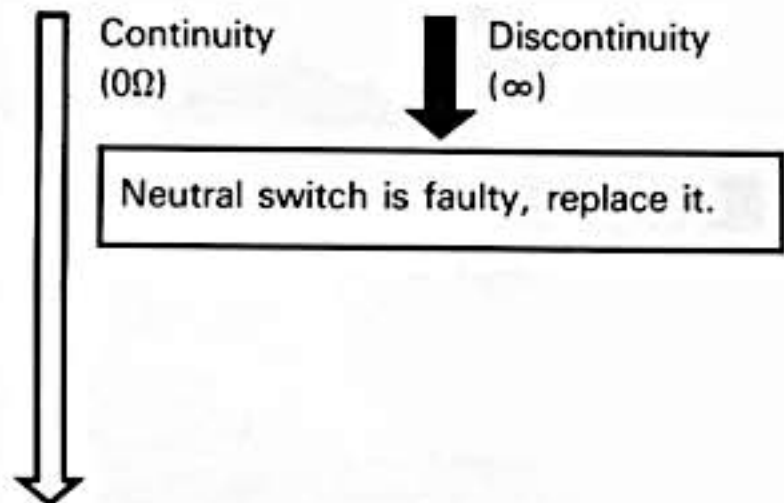 Continuity
(0Ω)
Discontinuity
(∞)
Neutral switch is faulty, replace it.